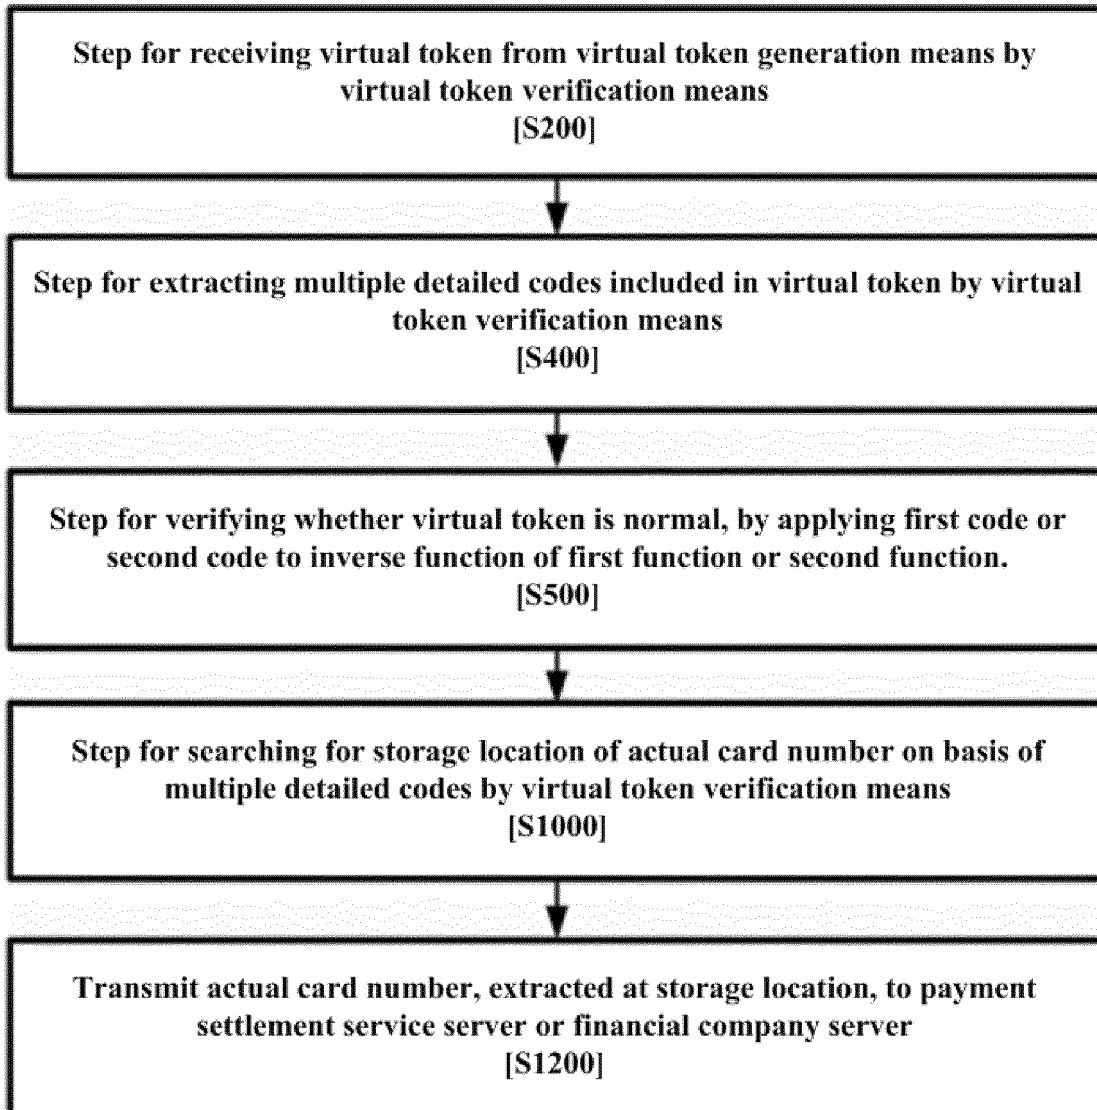 Step for receiving virtual token from virtual token generation means by
virtual token verification means
[S200]
Step for extracting multiple detailed codes included in virtual token by virtual
token verification means
[S400]
Step for verifying whether virtual token is normal, by applying first code or
second code to inverse function of first function or second function.
[S500]
Step for searching for storage location of actual card number on basis of
multiple detailed codes by virtual token verification means
[S1000]
Transmit actual card number, extracted at storage location, to payment
settlement service server or financial company server
[S1200]